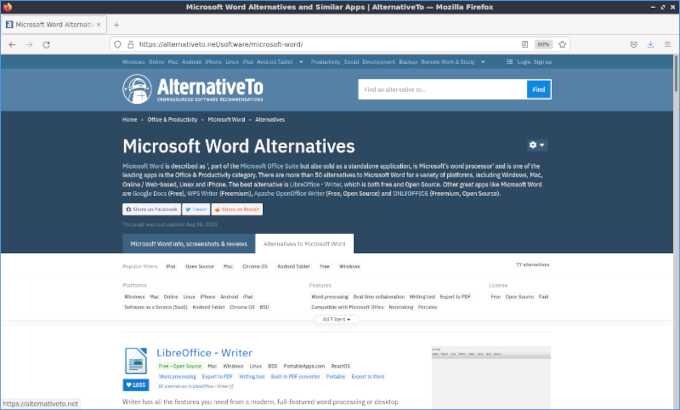 Microsoft Word Alternatives and Similar Apps | AlternativeTo — Mozilla Firefox
Microsoft Word Alternati
https://alternativeto.net/software/microsoft-word/
80%
Windows Online Mac Android iPhone Linux iPad Android Tablet Productivity Social Development Backup Remote Work & Study Login Sign up
AlternativeTo
CROWDSOURCED SOFTWARE RECOMMENDATIONS
Find an alternative to... Find
Home Office & Productivity Microsoft Word Alternatives
Microsoft Word Alternatives
Microsoft Word is described as ', part of the Microsoft Office Suite but also sold as a standalone application, is Microsoft's word processor' and is one of the
leading apps in the Office & Productivity category. There are more than 50 alternatives to Microsoft Word for a variety of platforms, including Windows, Mac,
Online / Web-based, Linux and iPhone. The best alternative is LibreOffice - Writer, which is both free and Open Source. Other great apps like Microsoft Word
are Google Docs (Free), WPS Writer (Freemium), Apache OpenOffice Writer (Free, Open Source) and ONLYOFFICE (Freemium, Open Source).
Share on Facebook Tweet Share on Reddit
This page was last updated Aug 2021
Microsoft Word info, screenshots & reviews Alternatives to Microsoft Word
Popular filters iPad Open Source Mac Chrome OS Android Tablet Free Windows 77 alternatives
Platforms Features License
Windows Mac Online Linux iPhone Android iPad Word processing Real time collaboration Writing tool Export to PDF Free Open Source Paid
Software as a Service (SaaS) Android Tablet Chrome OS BSD Compatible with Microsoft Office Notetaking Portable
All Filters
LibreOffice - Writer
Free • Open Source Mac Windows Linux BSD PortableApps.com ReactOS
Word processing Export to PDF Writing tool Built-in PDF converter Portable Export to Word
1055
alternatives to LibreOffice - Writer
Writer has all the features you need from a modern, full-featured word processing or desktop
https://alternativeto.net